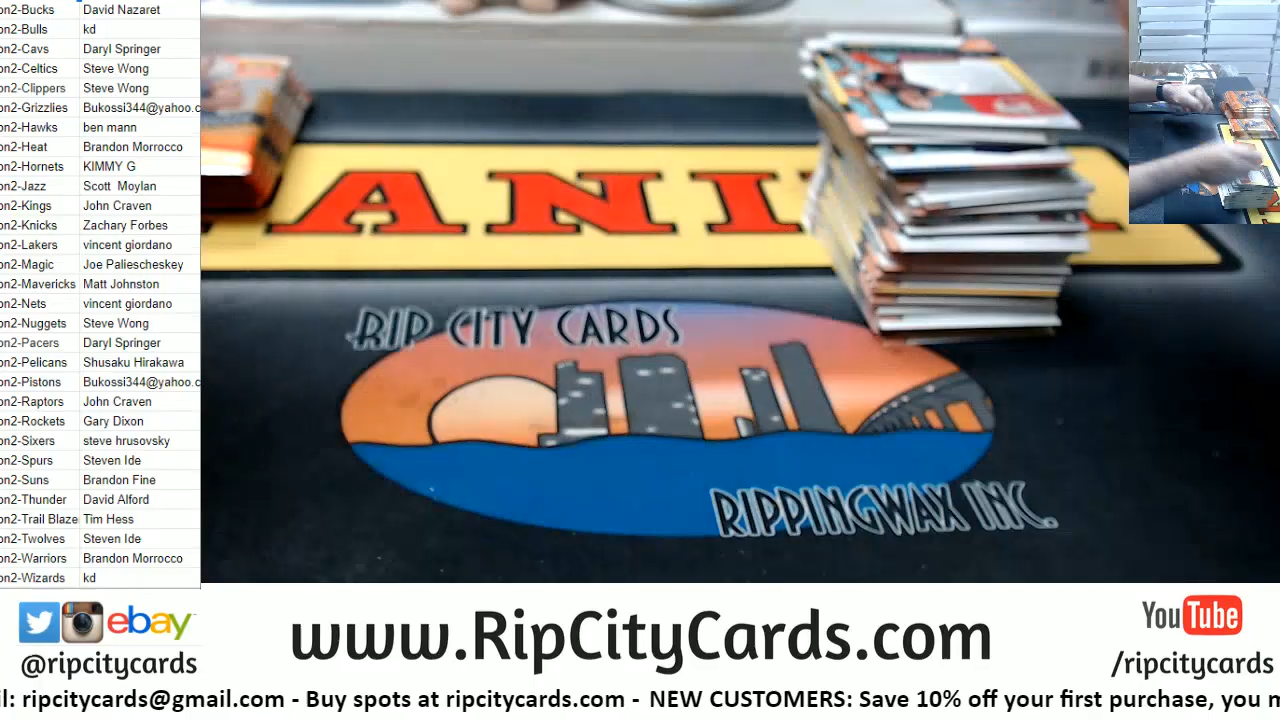 on2-Bucks David Nazaret
on2-Bulls kd
on2-Cavs Daryl Springer
on2-Celtics Steve Wong
on2-Clippers Steve Wong
on2-Grizzlies Bukossi344@yahoo.c
on2-Hawks ben mann
on2-Heat Brandon Morrocco
on2-Hornets KIMMY G
on2-Jazz Scott Moylan
on2-Kings John Craven
on2-Knicks Zachary Forbes
on2-Lakers vincent giordano
on2-Magic Joe Paliescheskey
on2-Mavericks Matt Johnston
on2-Nets vincent giordano
on2-Nuggets Steve Wong
on2-Pacers Daryl Springer
on2-Pelicans Shusaku Hirakawa
on2-Pistons Bukossi344@yahoo.c
on2-Raptors John Craven
on2-Rockets Gary Dixon
on2-Sixers steve hrusovsky
on2-Spurs Steven Ide
on2-Suns Brandon Fine
on2-Thunder David Alford
on2-Trail Blaze Tim Hess
on2-Twolves Steven Ide
on2-Warriors Brandon Morrocco
on2-Wizards kd
ANI
RIP CITY CARDS
RIPPINGWAX INC.
ebay
@ripcitycards
www.RipCityCards.com
YouTube
/ripcitycards
il: ripcitycards@gmail.com - Buy spots at ripcitycards.com - NEW CUSTOMERS: Save 10% off your first purchase, you m